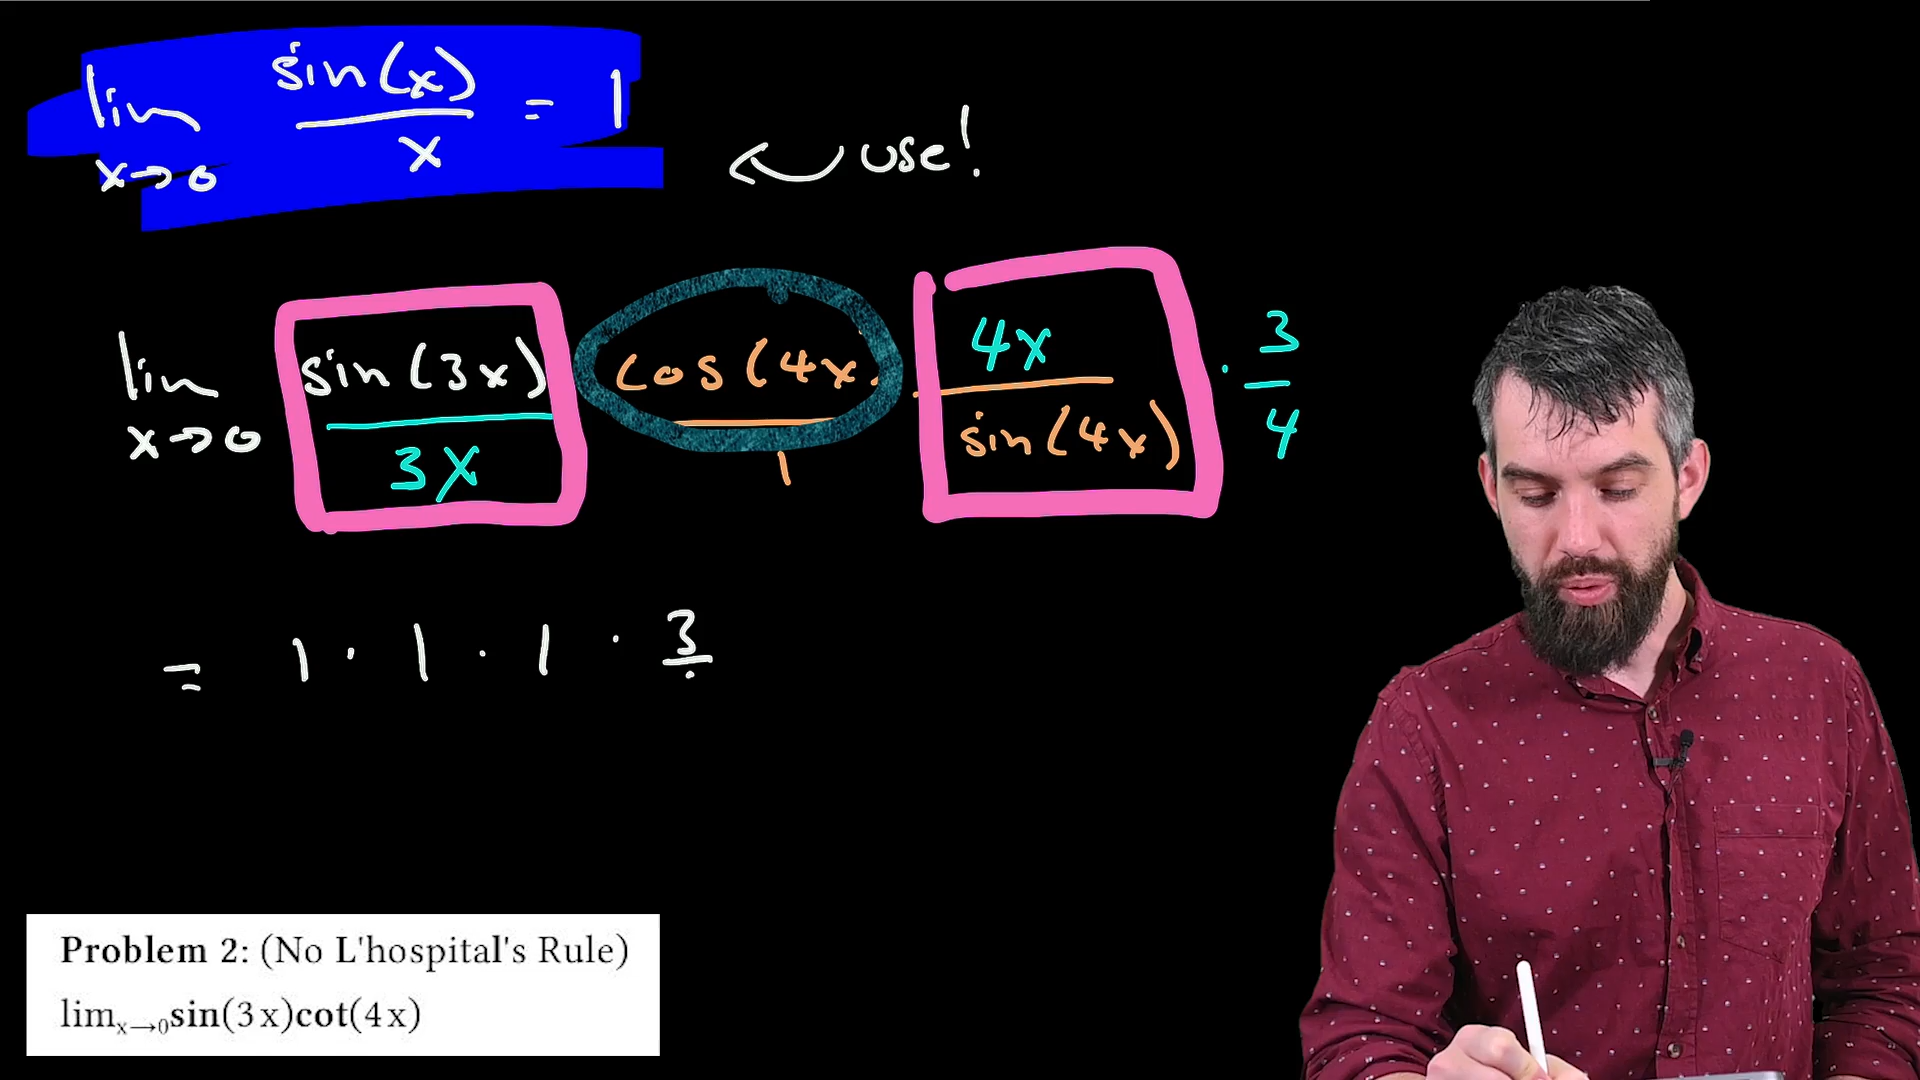 lim x→0 sin(x)/x = 1
← use!
lim x→0 sin(3x)/3x cos(4x/1 · 4x/sin(4x) · 3/4
= 1 · 1 · 1 · 3
Problem 2: (No L'hospital's Rule)
lim x→0 sin(3x)cot(4x)